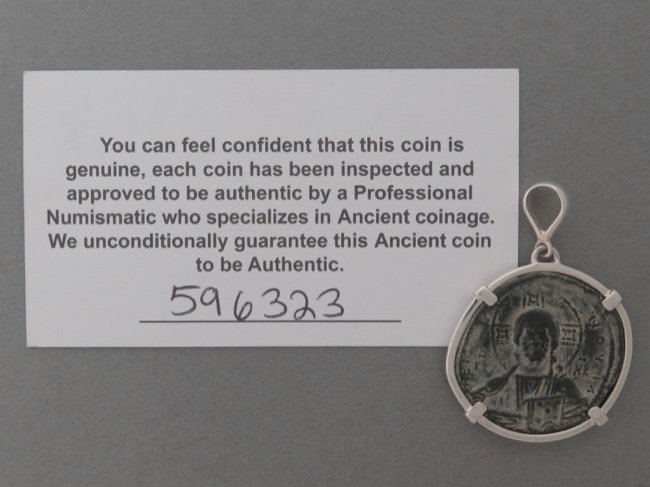 You can feel confident that this coin is
genuine, each coin has been inspected and
approved to be authentic by a Professional
Numismatic who specializes in Ancient coinage.
We unconditionally guarantee this Ancient coin
to be Authentic.
596323